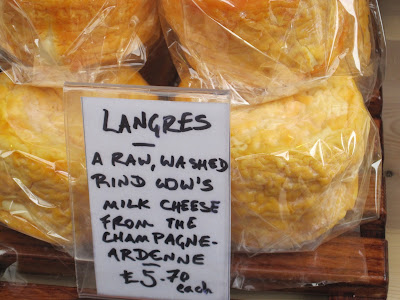 LANGRES
A RAW, WASHED
RIND COW'S
MILK CHEESE
FROM THE
CHAMPAGNE-
ARDENNE
£5.70
each